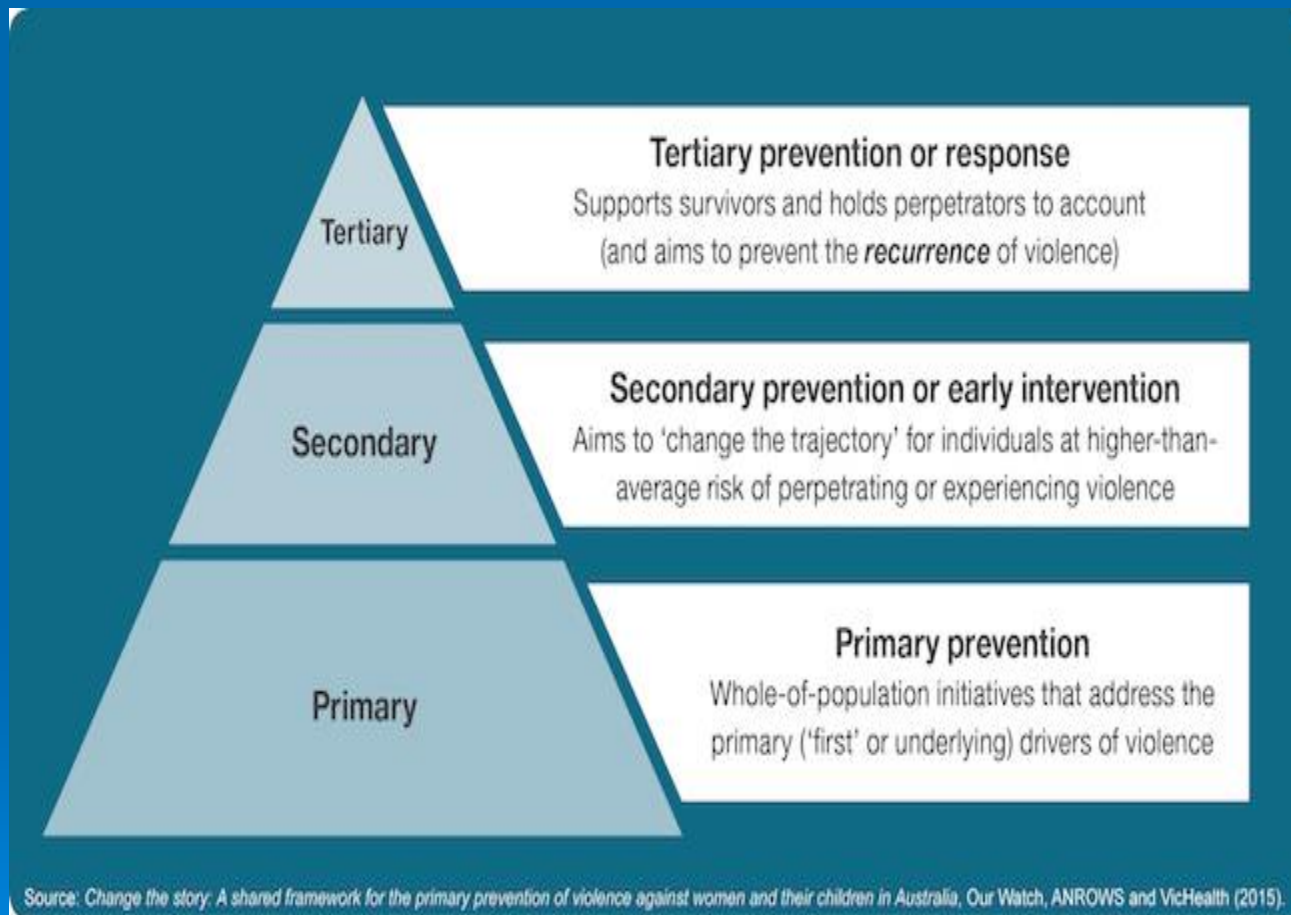 Tertiary
Tertiary prevention or response
Supports survivors and holds perpetrators to account
(and aims to prevent the recurrence of violence)
Secondary
Secondary prevention or early intervention
Aims to ‘change the trajectory’ for individuals at higher-than-
average risk of perpetrating or experiencing violence
Primary
Primary prevention
Whole-of-population initiatives that address the
primary (‘first’ or underlying) drivers of violence
Source: Change the story: A shared framework for the primary prevention of violence against women and their children in Australia, Our Watch, ANROWS and VicHealth (2015).